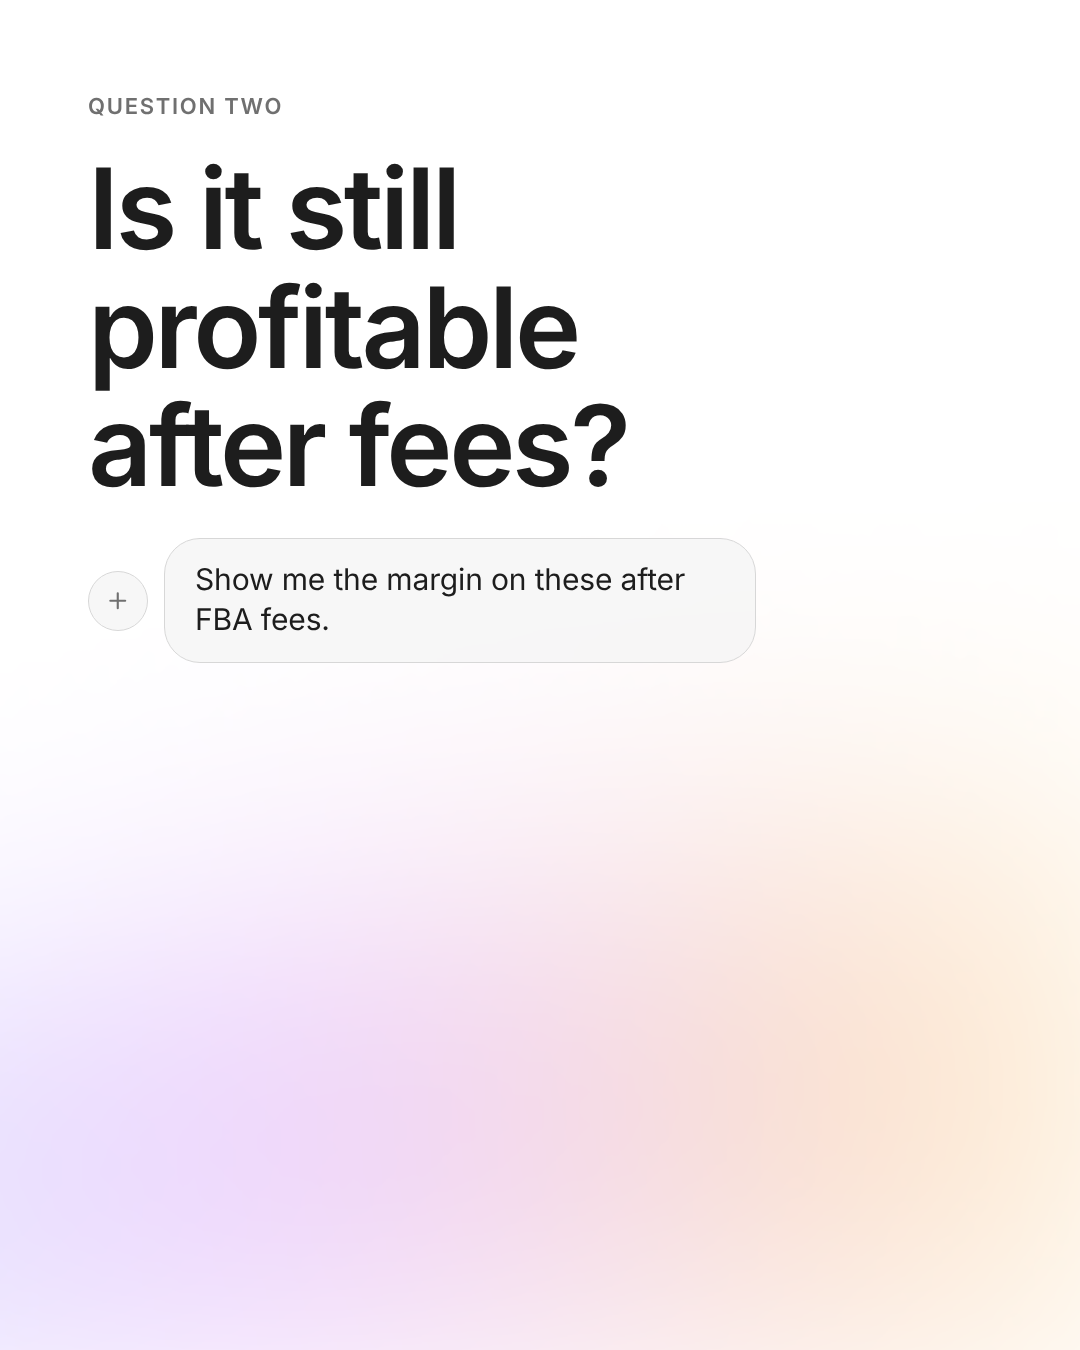 QUESTION TWO
Is it still
profitable
after fees?
Show me the margin on these after
FBA fees.